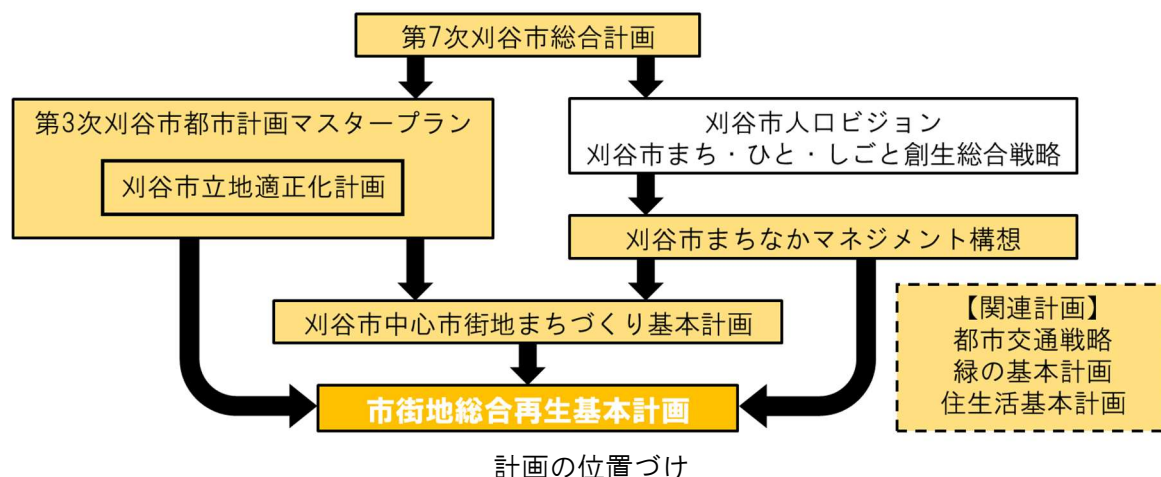 第7次刈谷市総合計画
第3次刈谷市都市計画マスタープラン
刈谷市立地適正化計画
刈谷市人口ビジョン
刈谷市まち・ひと・しごと創生総合戦略
刈谷市まちなかマネジメント構想
刈谷市中心市街地まちづくり基本計画
市街地総合再生基本計画
【関連計画】
都市交通戦略
緑の基本計画
住生活基本計画
計画の位置づけ